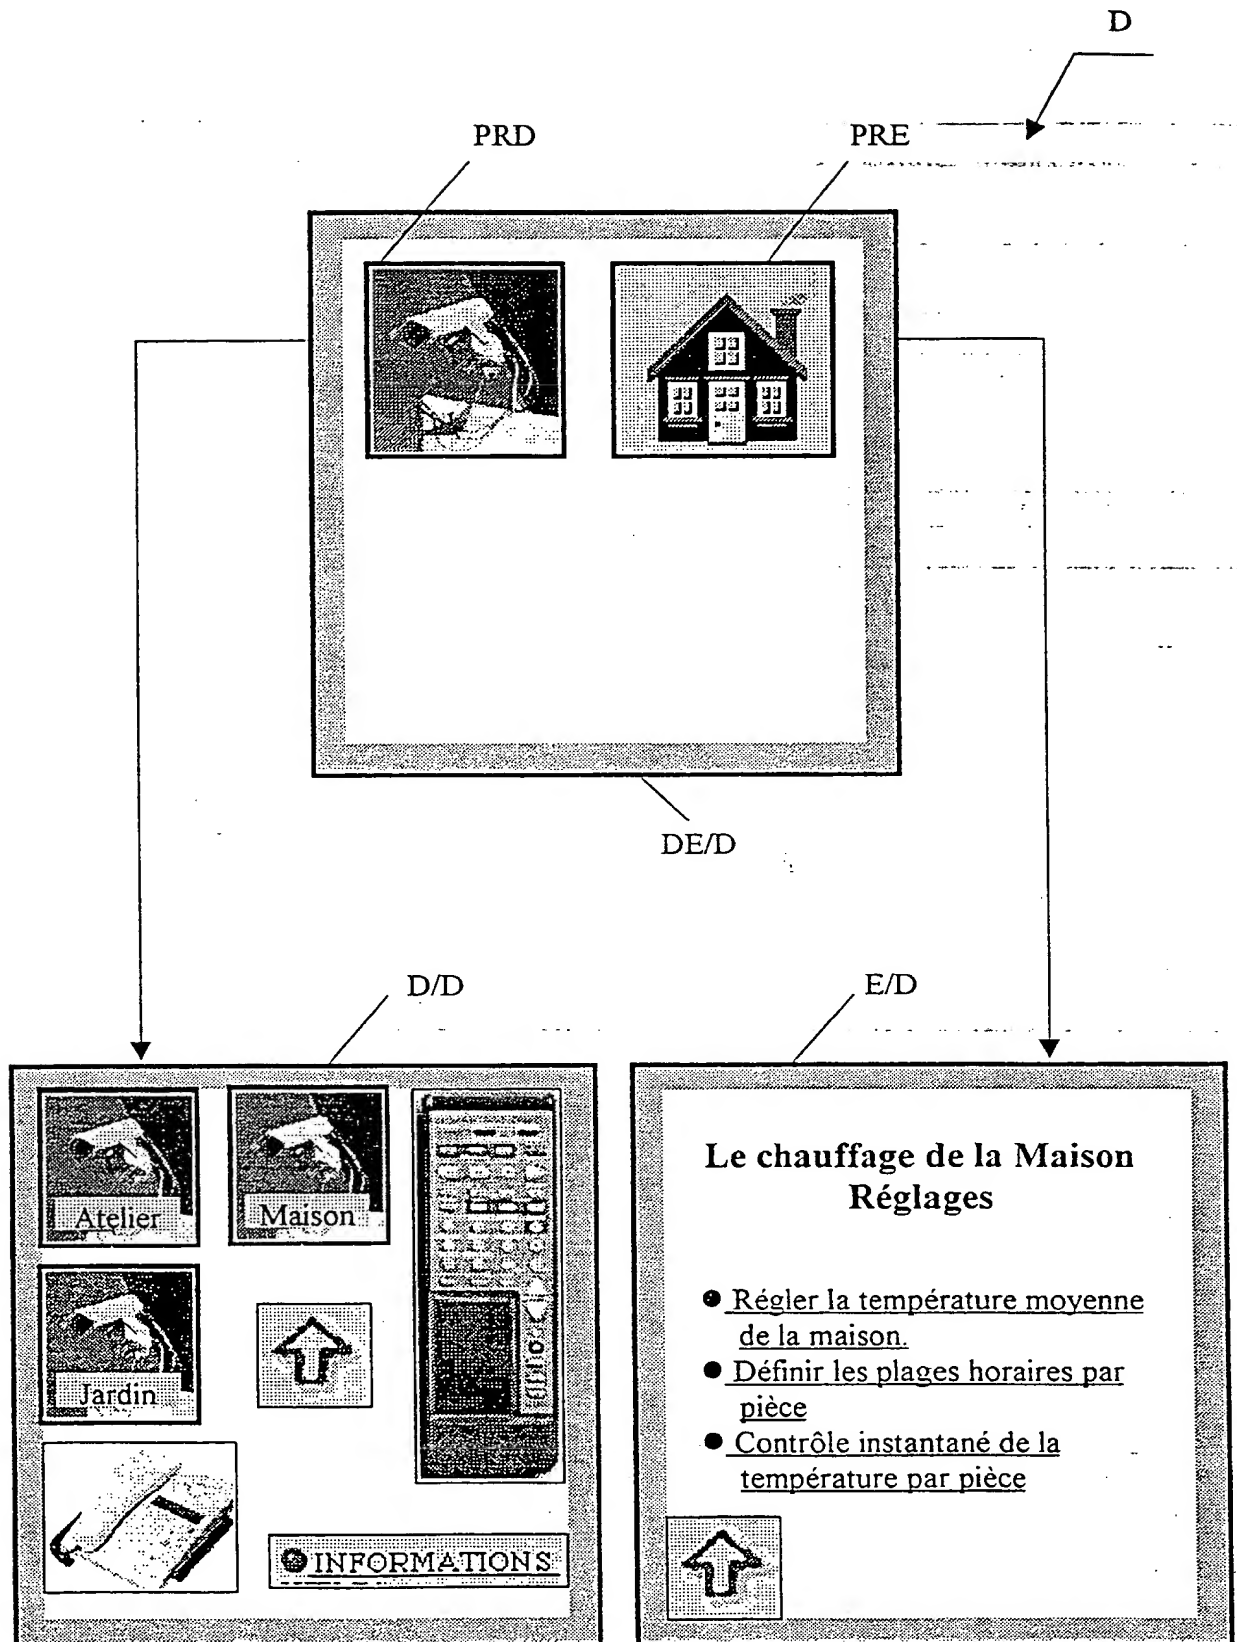 D
PRD
PRE
DE/D
D/D
E/D
Atelier
Maison
Jardin
INFORMATIONS
Le chauffage de la Maison
Réglages
Régler la température moyenne
de la maison.
Définir les plages horaires par
pièce
Contrôle instantané de la
température par pièce